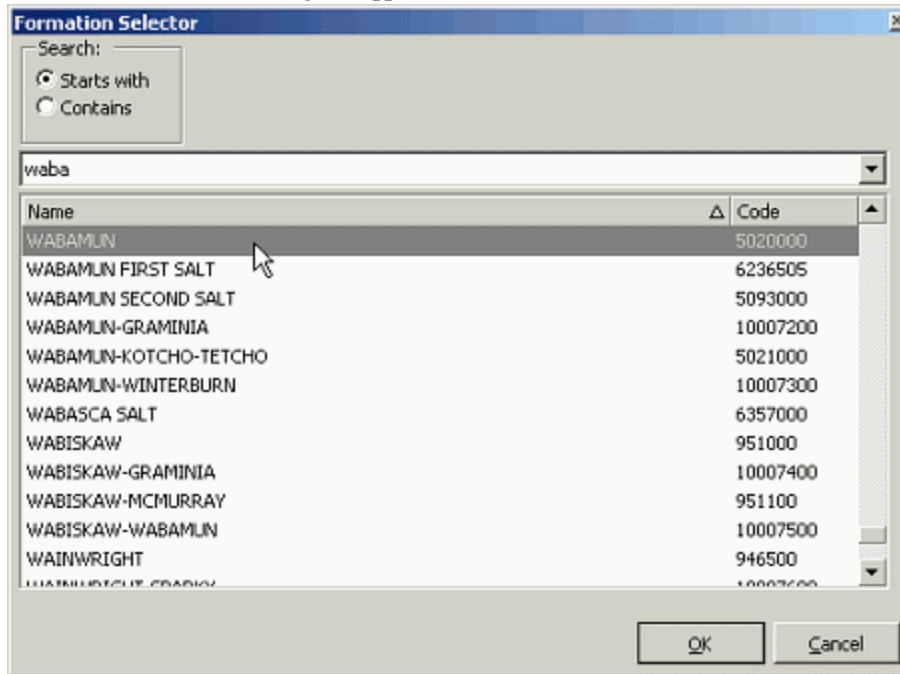 Formation Selector
Search:
Starts with
Contains
waba
Name Code
WABAMUN 5020000
WABAMUN FIRST SALT 6236505
WABAMUN SECOND SALT 5093000
WABAMUN-GRAMINIA 10007200
WABAMUN-KOTCHO-TETCHO 5021000
WABAMUN-WINTERBURN 10007300
WABASCA SALT 6357000
WABISKAW 951000
WABISKAW-GRAMINIA 10007400
WABISKAW-MCMURRAY 951100
WABISKAW-WABAMUN 10007500
WAINWRIGHT 946500
OK Cancel